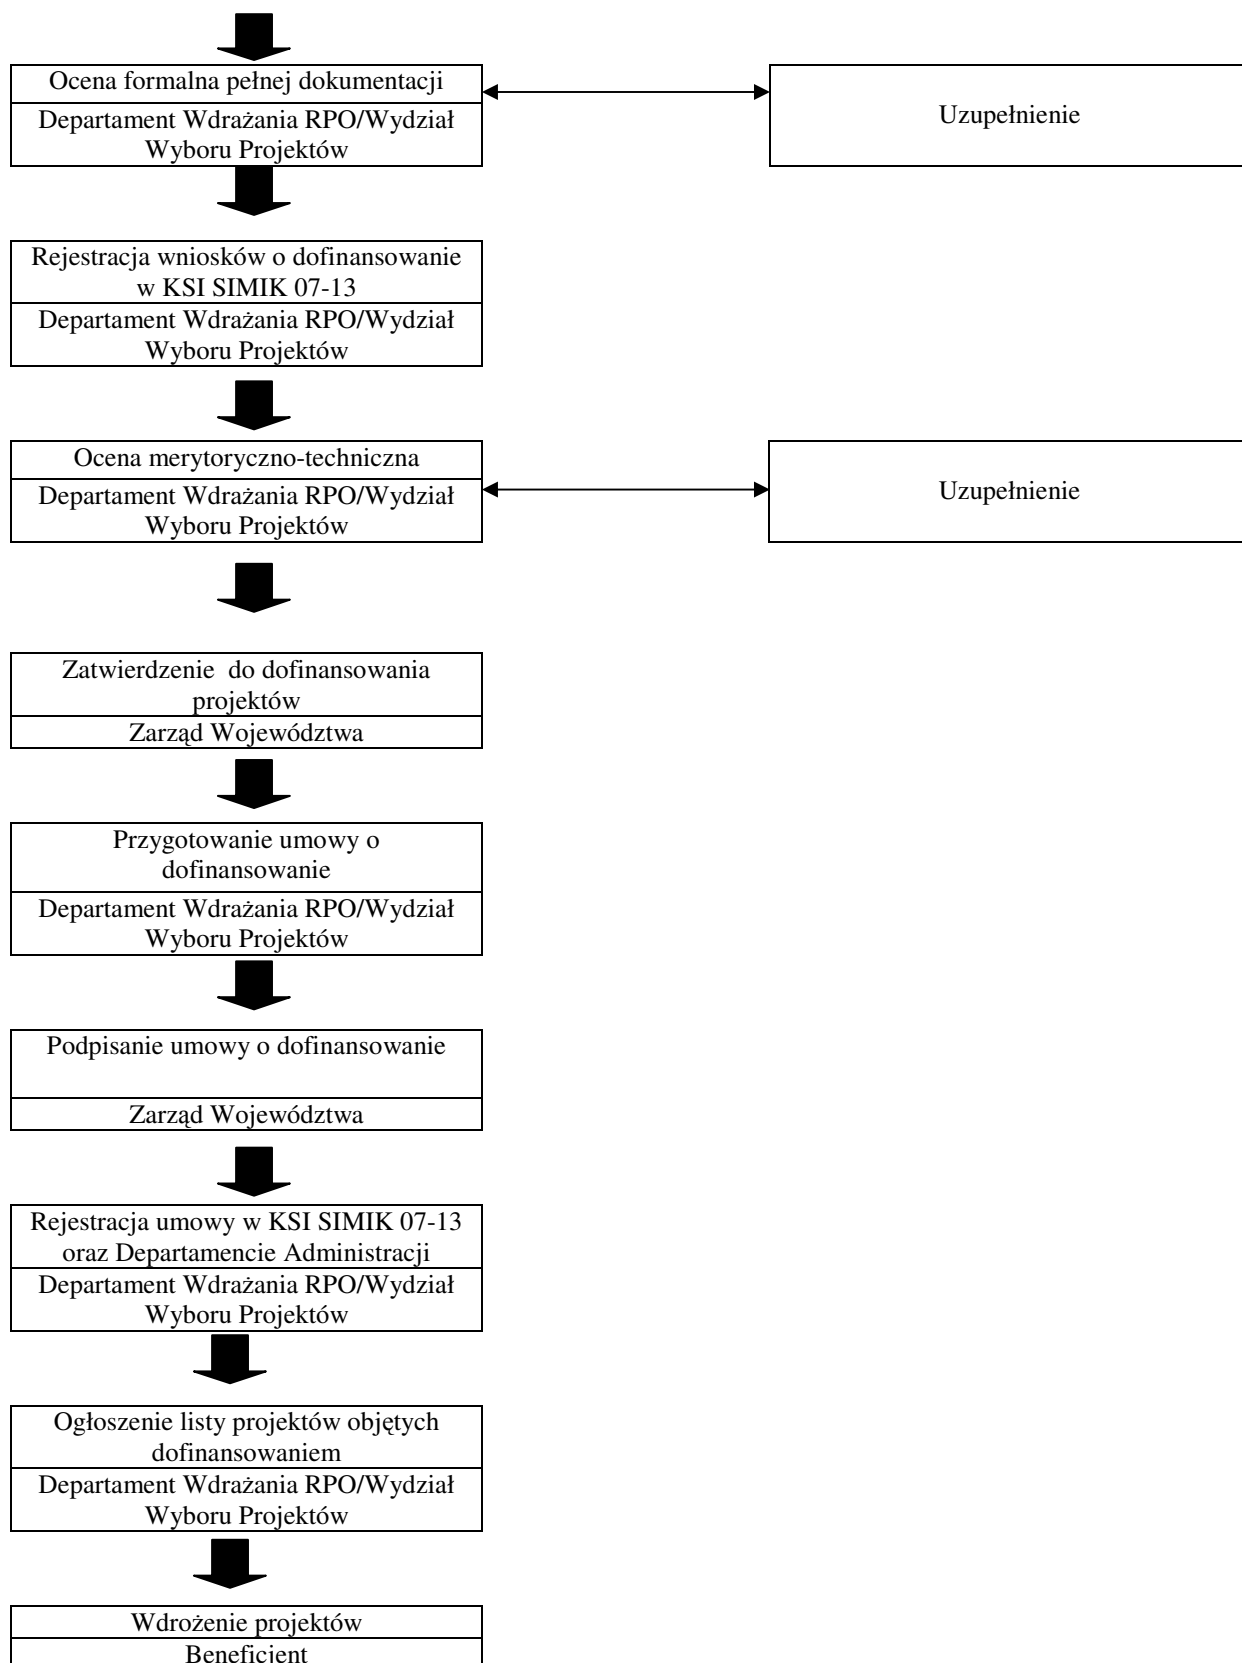 Ocena formalna pełnej dokumentacji
Departament Wdrażania RPO/Wydział
Wyboru Projektów
Uzupełnienie
Rejestracja wniosków o dofinansowanie
w KSI SIMIK 07-13
Departament Wdrażania RPO/Wydział
Wyboru Projektów
Ocena merytoryczno-techniczna
Departament Wdrażania RPO/Wydział
Wyboru Projektów
Uzupełnienie
Zatwierdzenie do dofinansowania
projektów
Zarząd Województwa
Przygotowanie umowy o
dofinansowanie
Departament Wdrażania RPO/Wydział
Wyboru Projektów
Podpisanie umowy o dofinansowanie
Zarząd Województwa
Rejestracja umowy w KSI SIMIK 07-13
oraz Departamencie Administracji
Departament Wdrażania RPO/Wydział
Wyboru Projektów
Ogłoszenie listy projektów objętych
dofinansowaniem
Departament Wdrażania RPO/Wydział
Wyboru Projektów
Wdrożenie projektów
Beneficjent